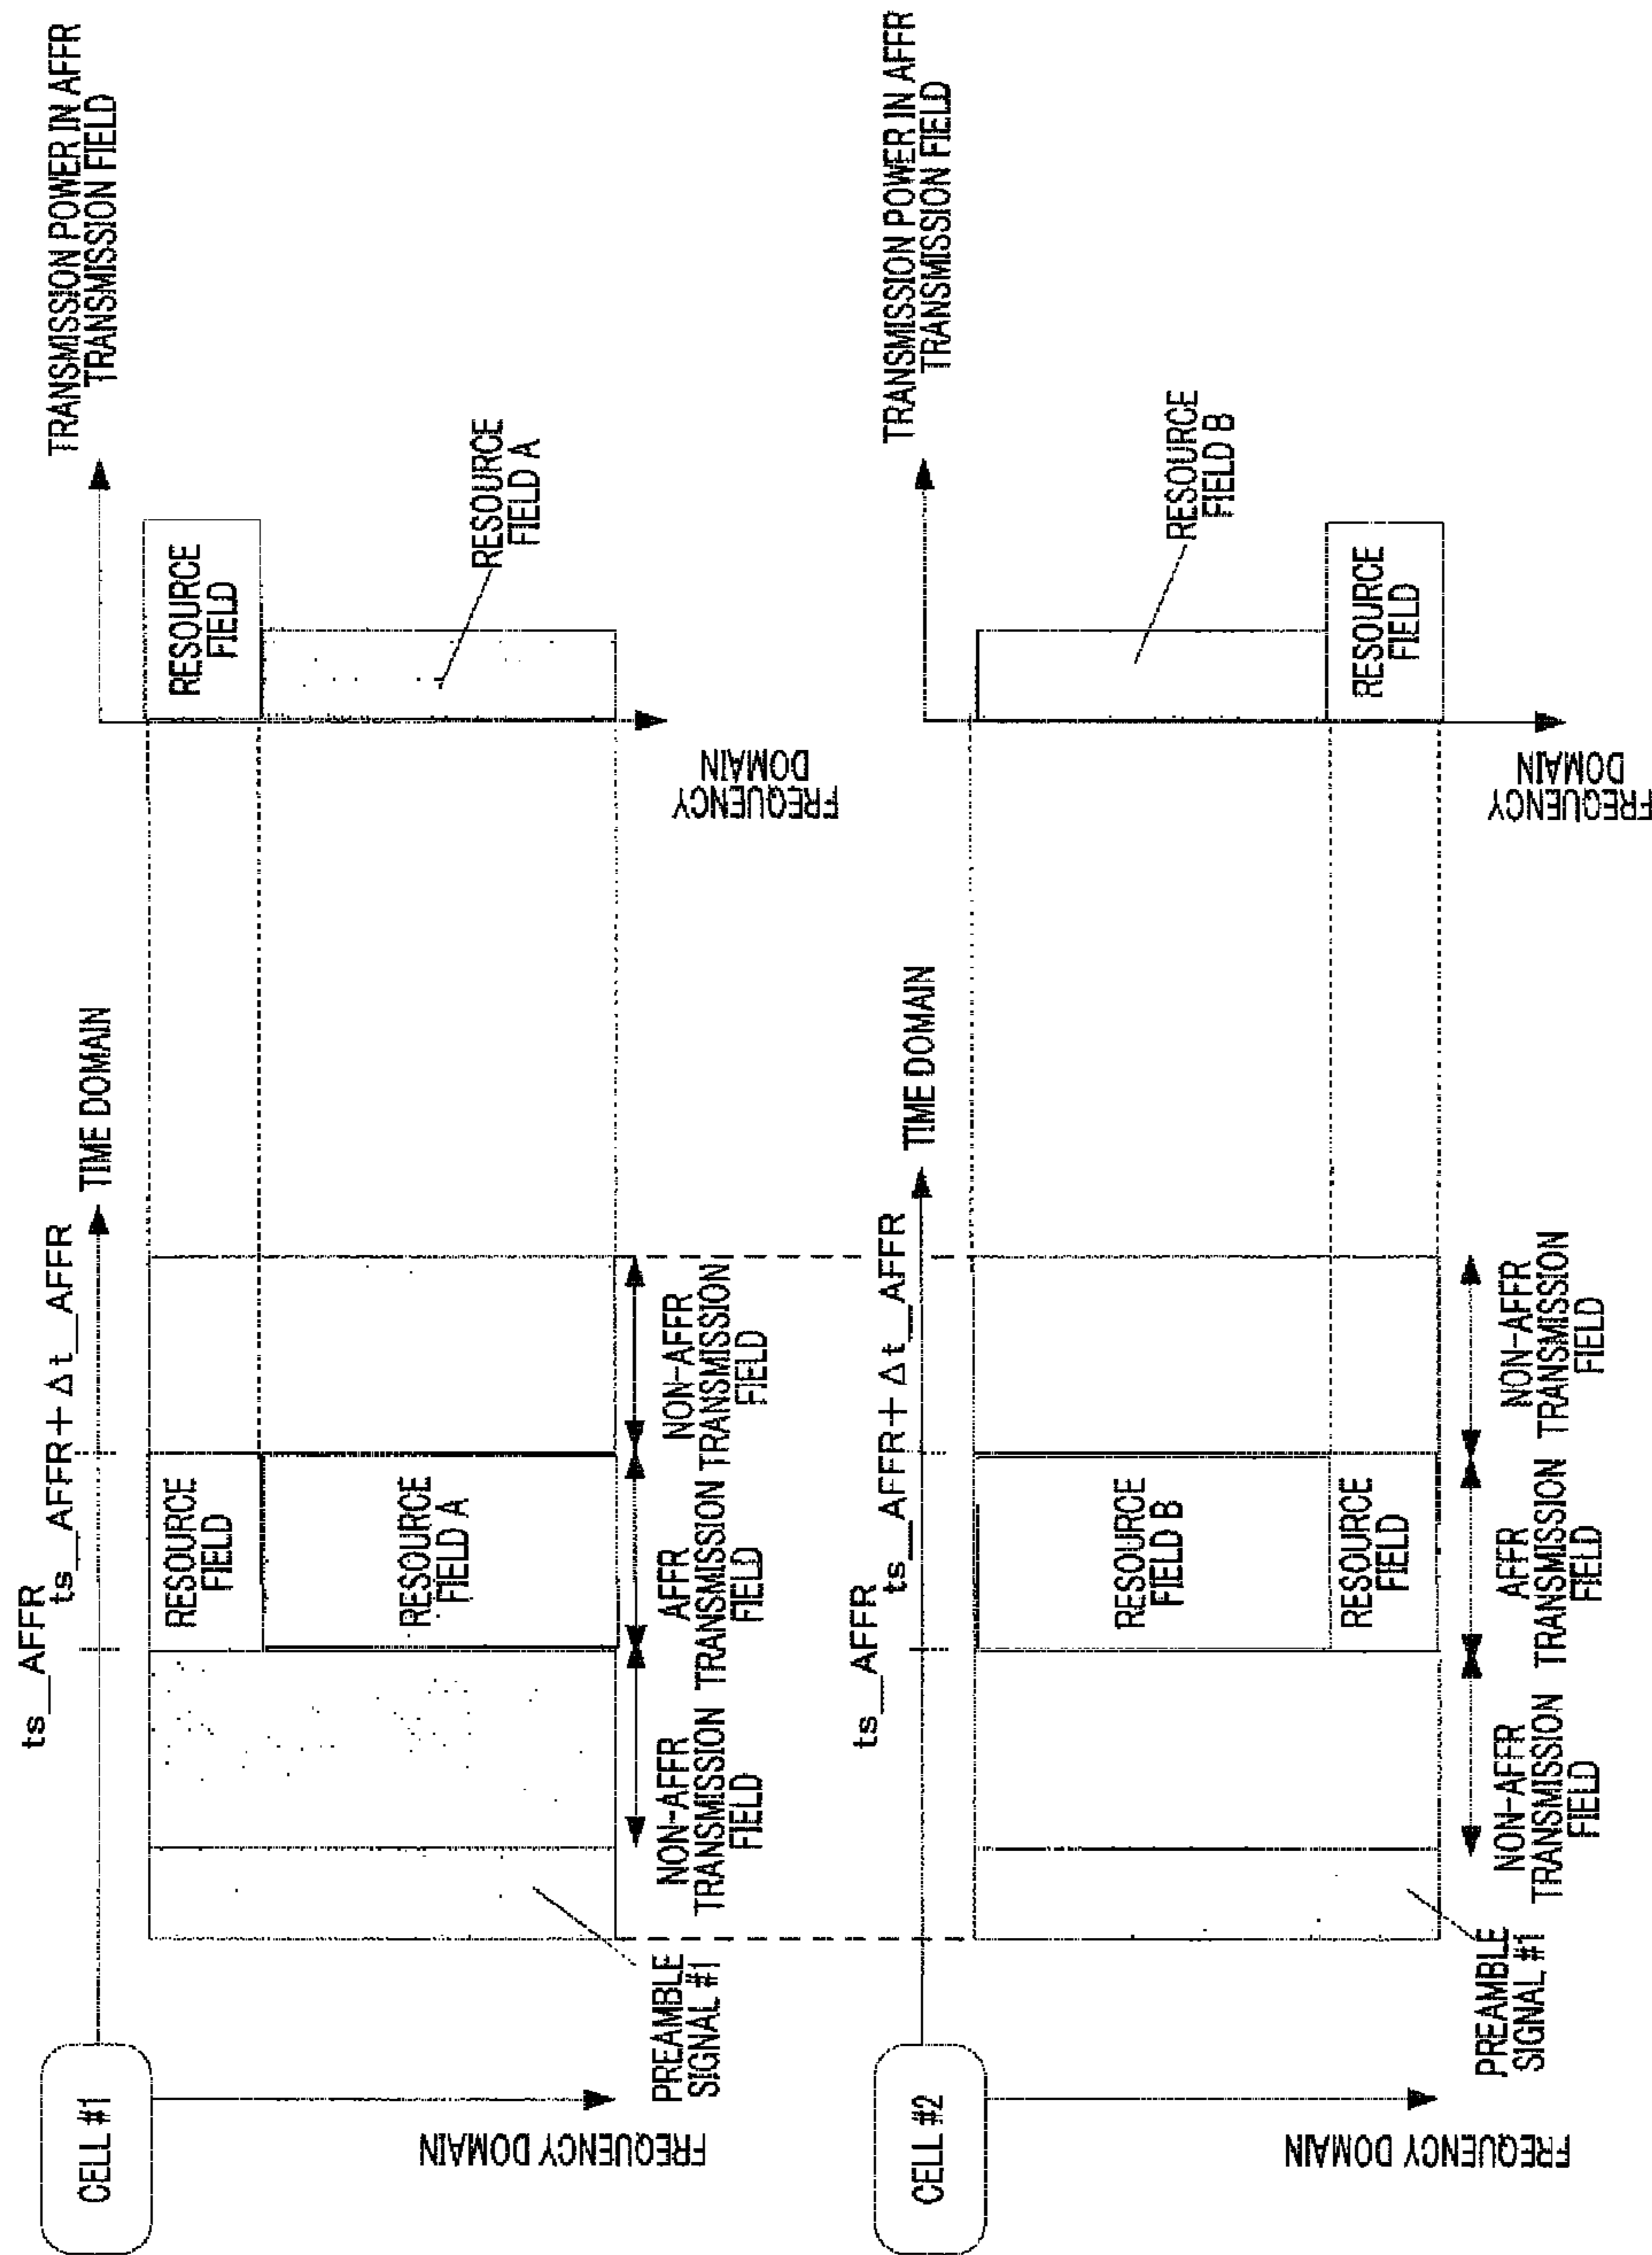 CELL #1
ts_AFFR
ts_AFFR+Δt_AFFR
TIME DOMAIN
TRANSMISSION POWER IN AFFR
TRANSMISSION FIELD
RESOURCE
FIELD
RESOURCE
FIELD A
RESOURCE
FIELD
RESOURCE
FIELD A
FREQUENCY DOMAIN
FREQUENCY
DOMAIN
PREAMBLE
SIGNAL #1
NON-AFFR
TRANSMISSION
FIELD
AFFR
TRANSMISSION
FIELD
NON-AFFR
TRANSMISSION
FIELD
CELL #2
ts_AFFR
ts_AFFR+Δt_AFFR
TIME DOMAIN
TRANSMISSION POWER IN AFFR
TRANSMISSION FIELD
RESOURCE
FIELD B
RESOURCE
FIELD
RESOURCE
FIELD B
RESOURCE
FIELD
FREQUENCY DOMAIN
FREQUENCY
DOMAIN
PREAMBLE
SIGNAL #1
NON-AFFR
TRANSMISSION
FIELD
AFFR
TRANSMISSION
FIELD
NON-AFFR
TRANSMISSION
FIELD